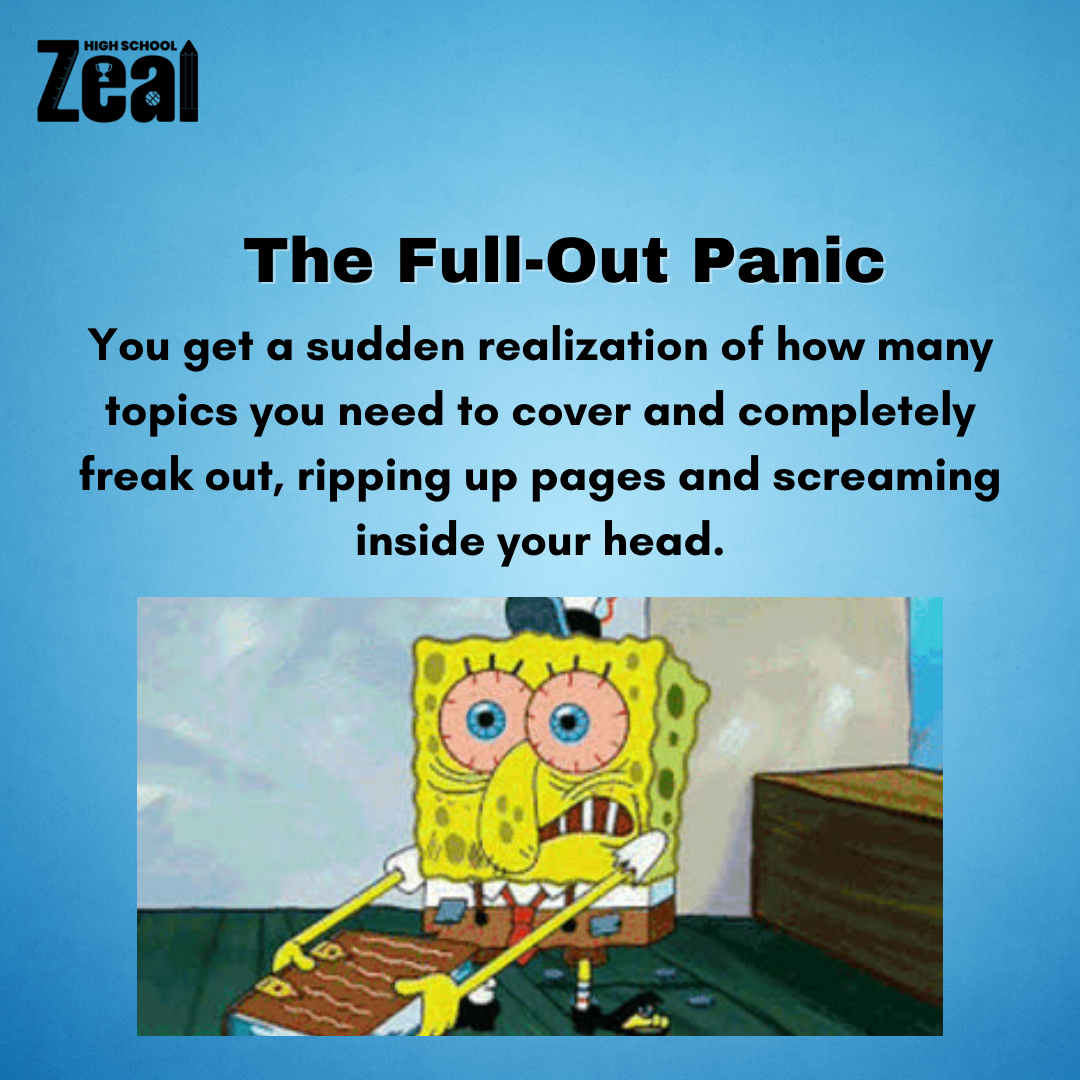 HIGH SCHOOL
Zeal
The Full-Out Panic
You get a sudden realization of how many
topics you need to cover and completely
freak out, ripping up pages and screaming
inside your head.